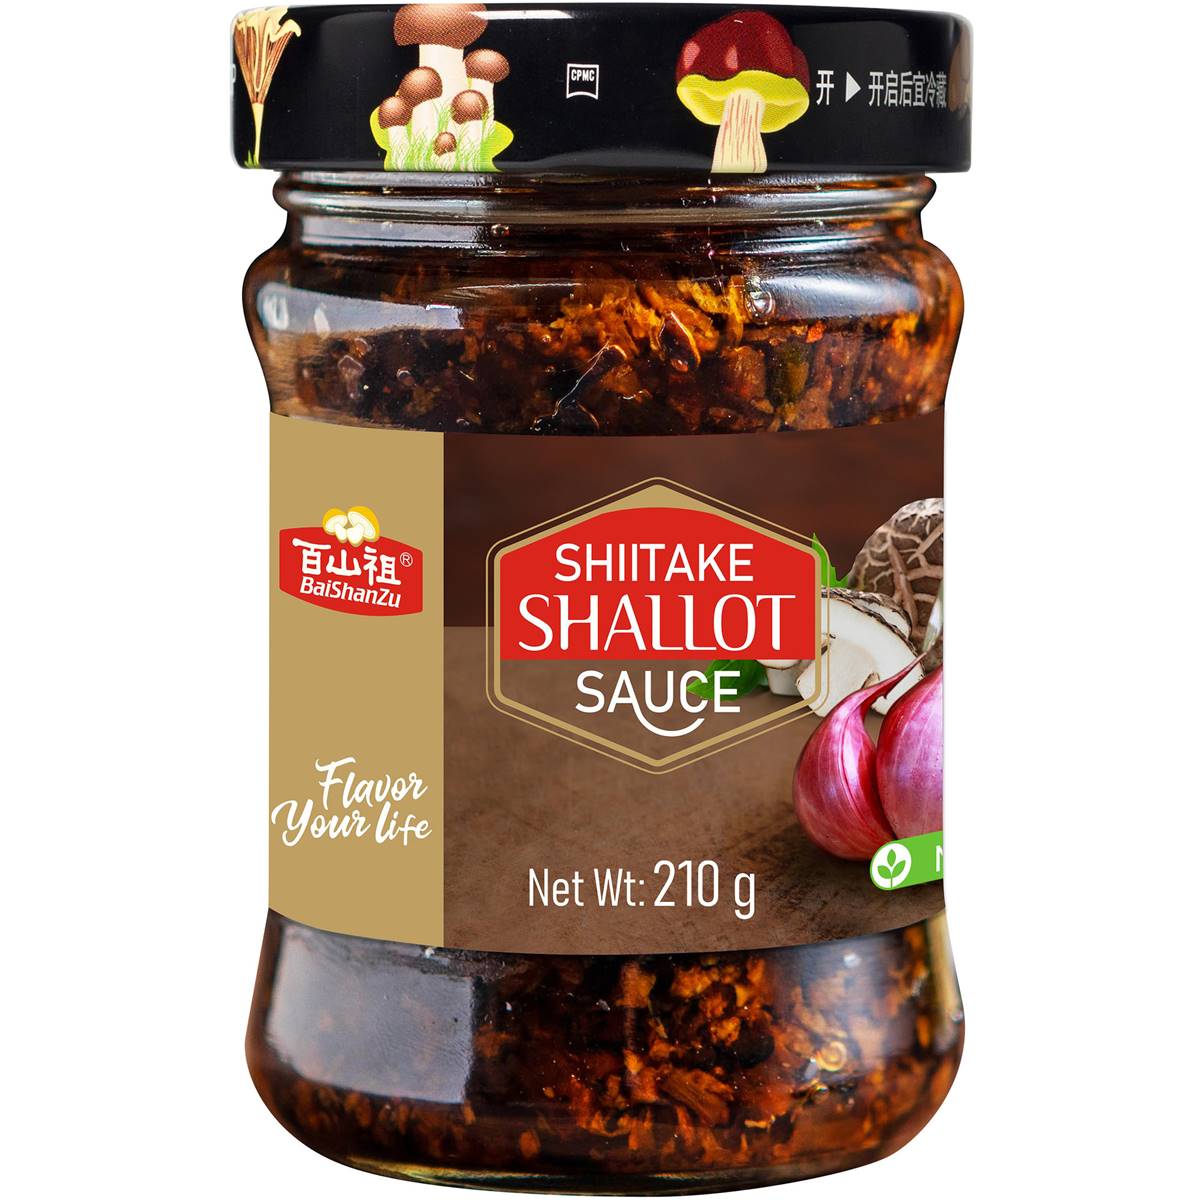 CPMC
开 ▶ 开启后宜冷藏
百山祖®
BaiShanZu
SHIITAKE
SHALLOT
SAUCE
Flavor
Your life
Net Wt: 210 g